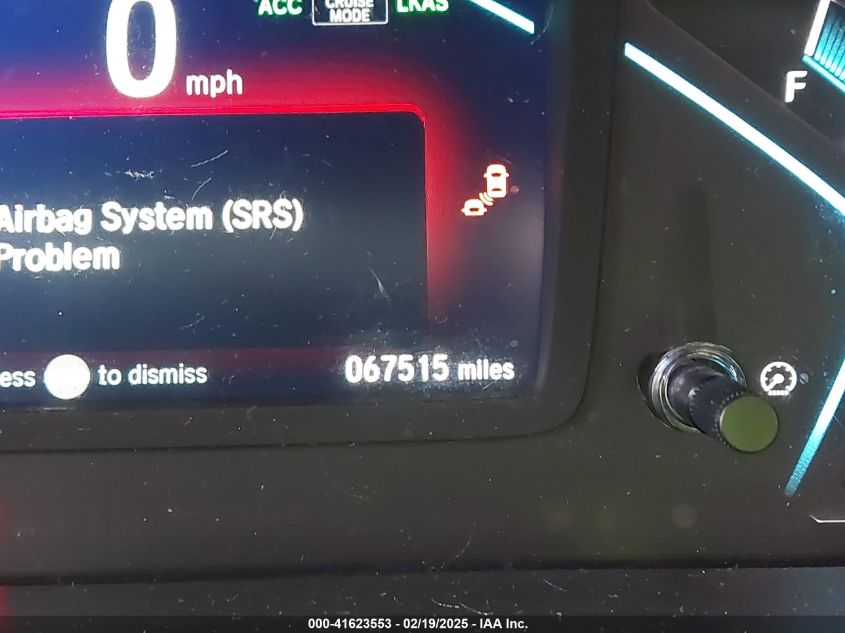 ACC
CRUISE
MODE
LKAS
0 mph
F
Airbag System (SRS)
Problem
ess to dismiss
067515 miles
000-41623553 - 02/19/2025 - IAA Inc.